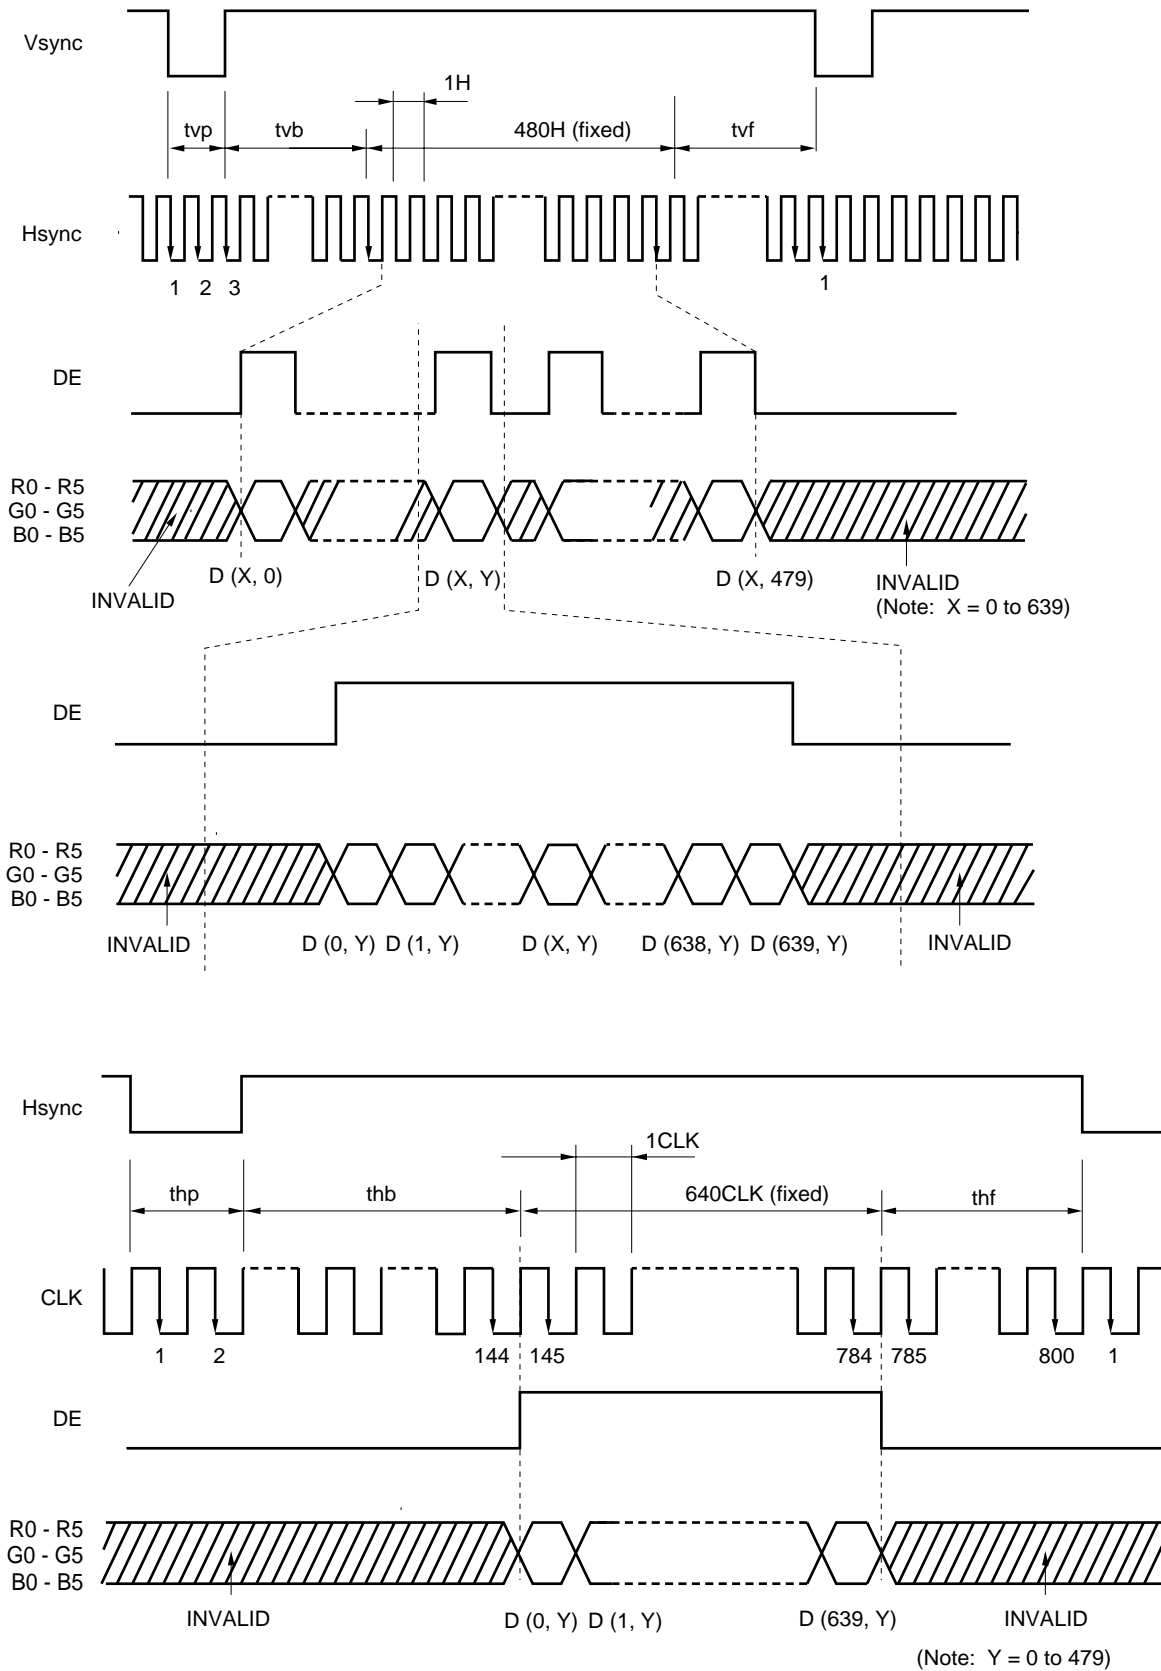 Vsync
1H
tvp tvb 480H (fixed) tvf
Hsync
1 2 3 1
DE
R0 - R5
G0 - G5
B0 - B5
D (X, 0) D (X, Y) D (X, 479)
INVALID INVALID
(Note: X = 0 to 639)
DE
R0 - R5
G0 - G5
B0 - B5
INVALID D (0, Y) D (1, Y) D (X, Y) D (638, Y) D (639, Y) INVALID
Hsync
1CLK
thp thb 640CLK (fixed) thf
CLK
1 2 144 145 784 785 800 1
DE
R0 - R5
G0 - G5
B0 - B5
INVALID D (0, Y) D (1, Y) D (639, Y) INVALID
(Note: Y = 0 to 479)